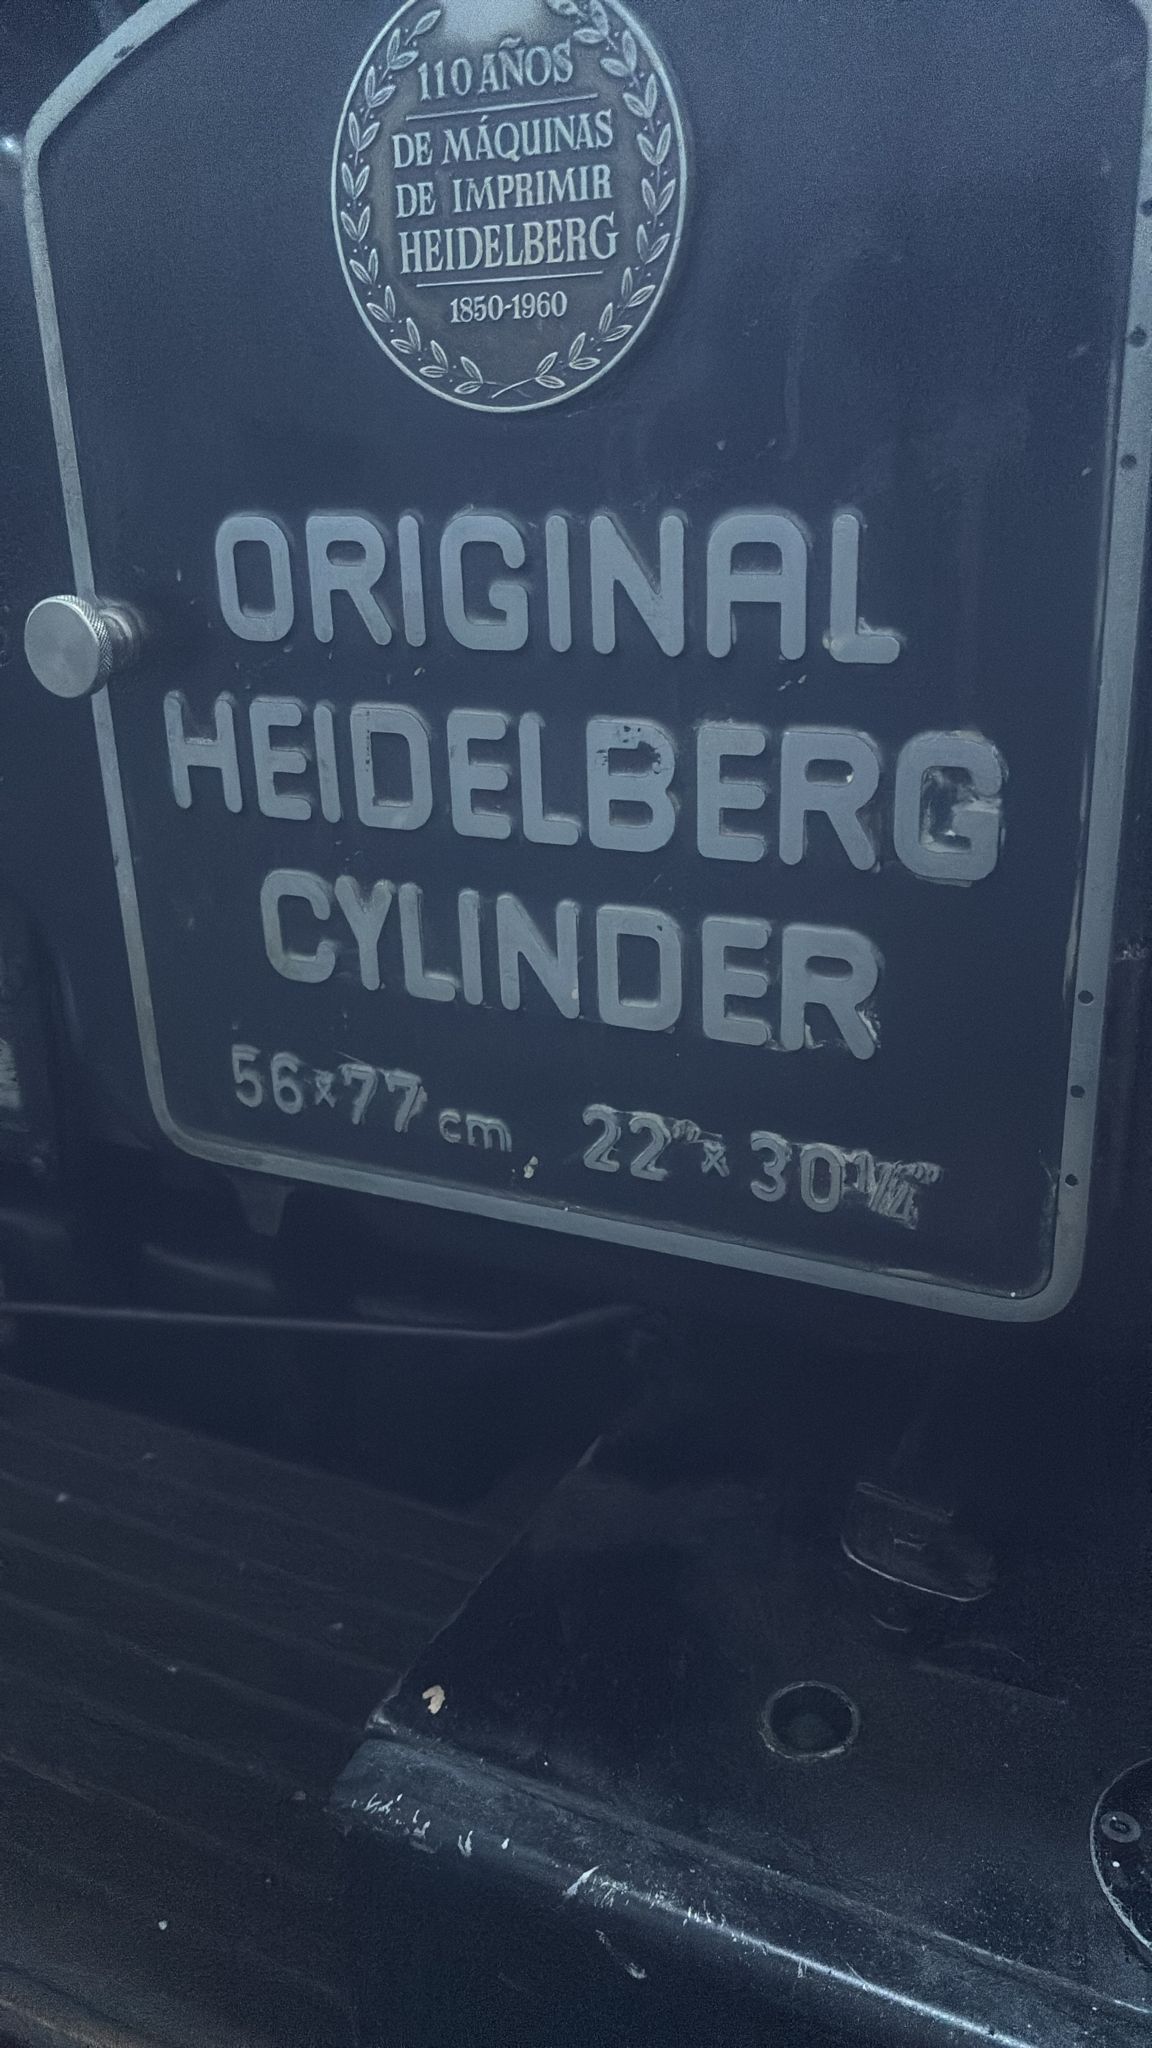 110 AÑOS
DE MÁQUINAS
DE IMPRIMIR
HEIDELBERG
1850-1960
ORIGINAL
HEIDELBERG
CYLINDER
56x77 cm, 22"x 30